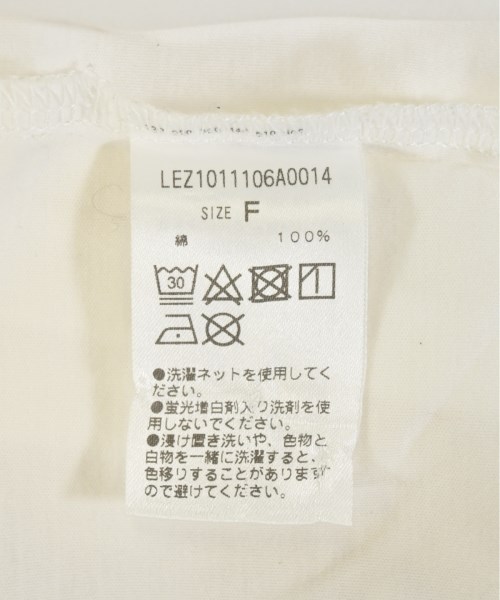 LEZ1011106A0014
SIZE F
綿 100%
30
●洗濯ネットを使用してく
ださい。
●蛍光増白剤入り洗剤を使
用しないでください。
●浸け置き洗いや、色物と
白物を一緒に洗濯すると、
色移りすることがあります
ので避けてください。